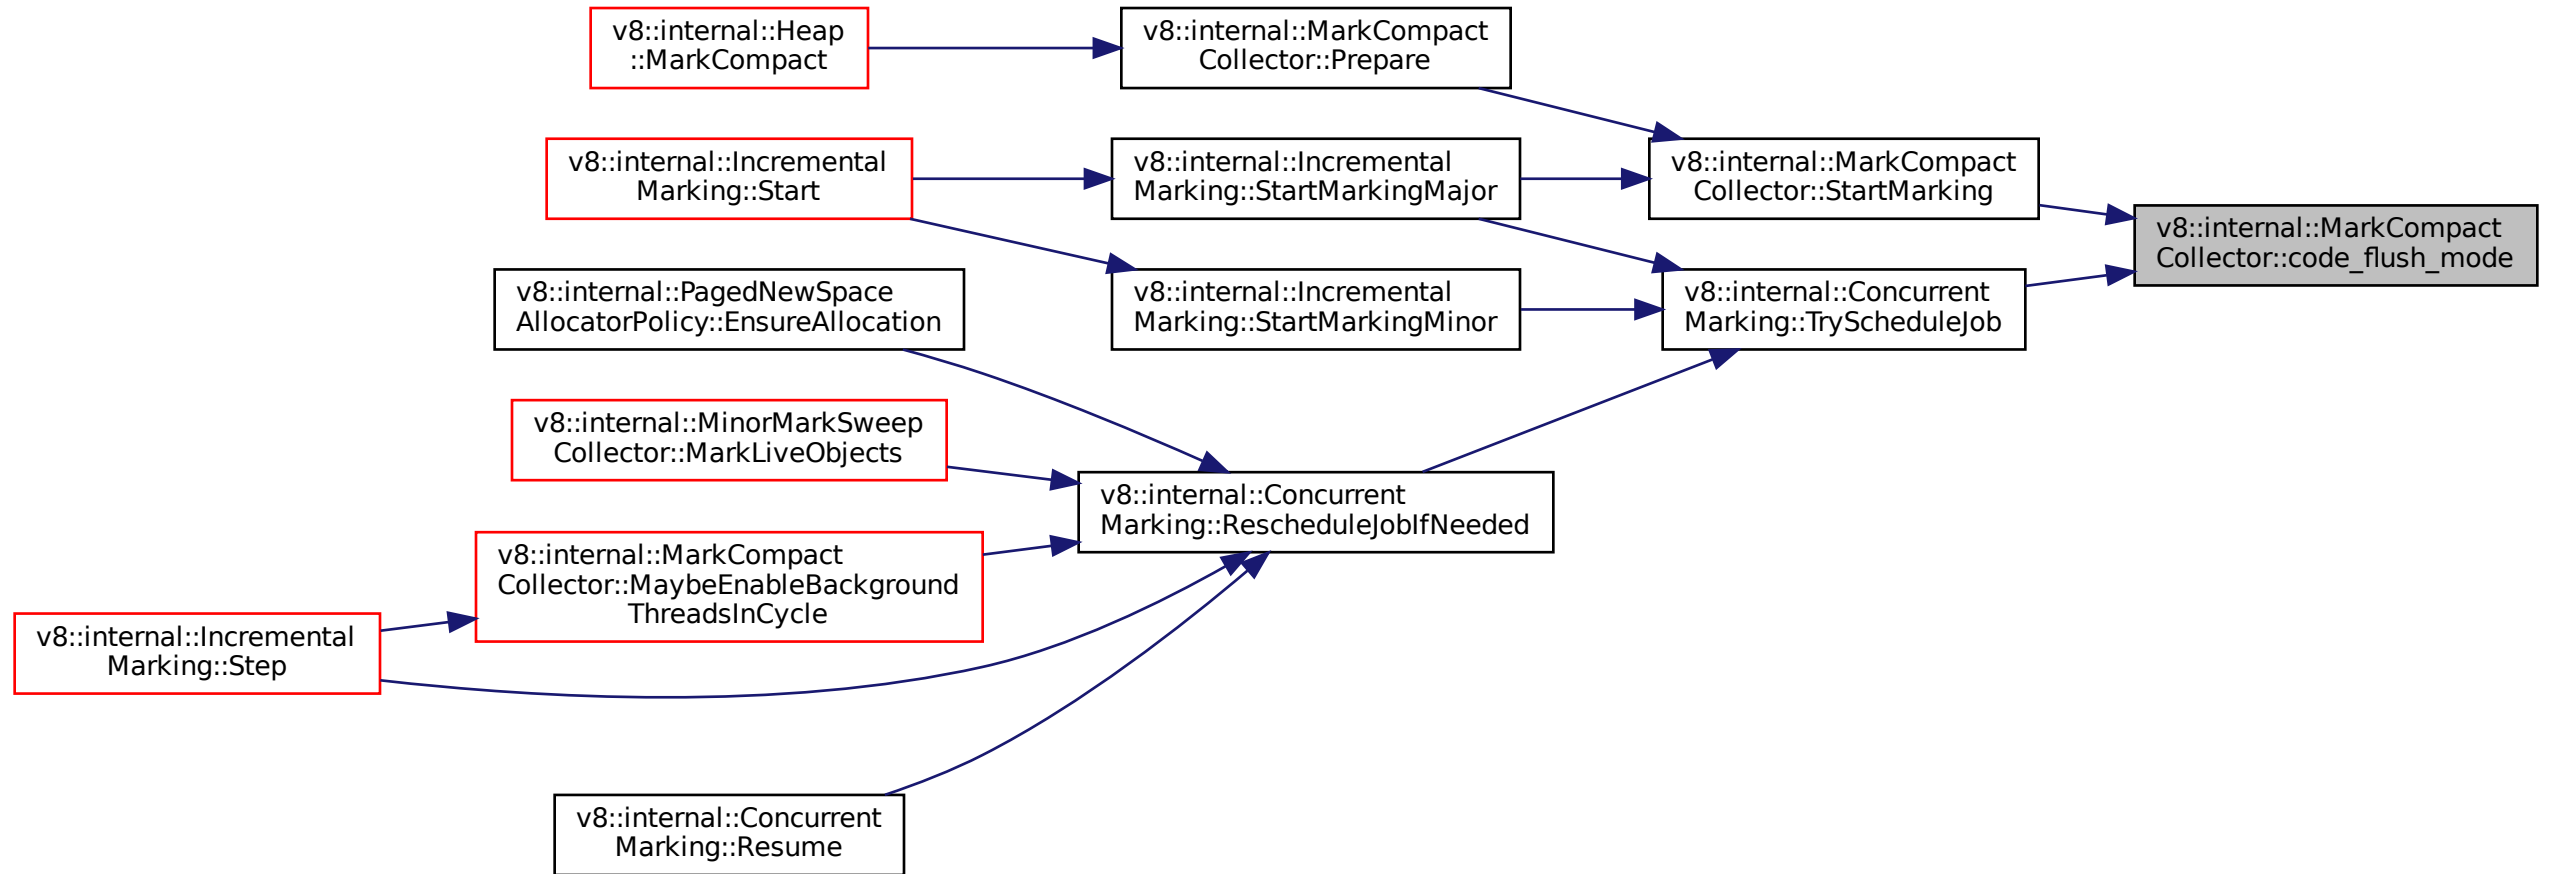 v8::internal::Heap
::MarkCompact
v8::internal::MarkCompact
Collector::Prepare
v8::internal::Incremental
Marking::Start
v8::internal::Incremental
Marking::StartMarkingMajor
v8::internal::MarkCompact
Collector::StartMarking
v8::internal::MarkCompact
Collector::code_flush_mode
v8::internal::PagedNewSpace
AllocatorPolicy::EnsureAllocation
v8::internal::Incremental
Marking::StartMarkingMinor
v8::internal::Concurrent
Marking::TryScheduleJob
v8::internal::MinorMarkSweep
Collector::MarkLiveObjects
v8::internal::Concurrent
Marking::RescheduleJobIfNeeded
v8::internal::MarkCompact
Collector::MaybeEnableBackground
ThreadsInCycle
v8::internal::Incremental
Marking::Step
v8::internal::Concurrent
Marking::Resume